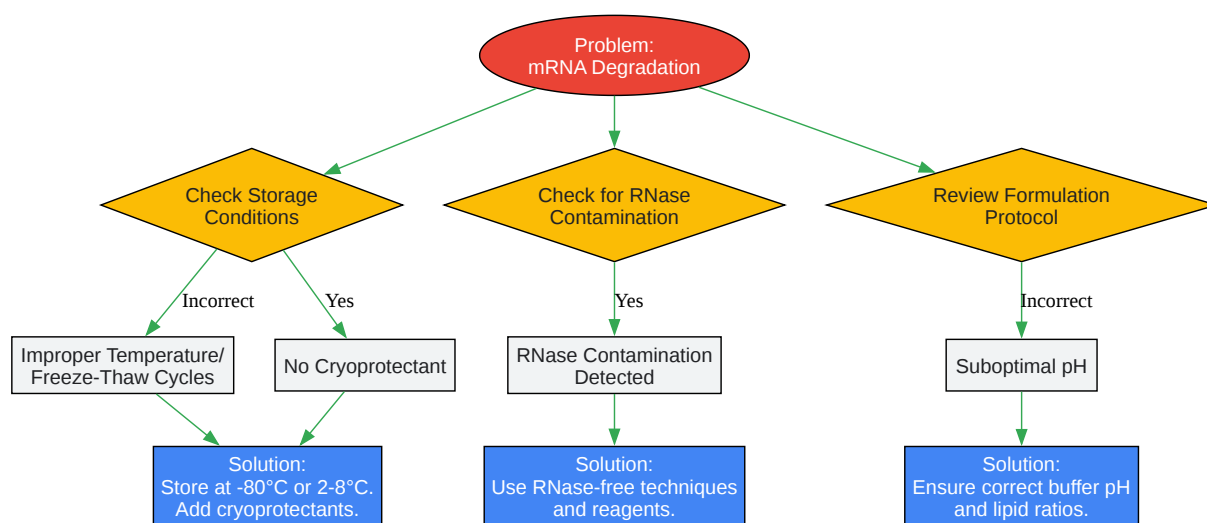 Problem:
mRNA Degradation
Check Storage
Conditions
Check for RNase
Contamination
Review Formulation
Protocol
Incorrect
Yes
Yes
Incorrect
Improper Temperature/
Freeze-Thaw Cycles
No Cryoprotectant
RNase Contamination
Detected
Suboptimal pH
Solution:
Store at -80°C or 2-8°C.
Add cryoprotectants.
Solution:
Use RNase-free techniques
and reagents.
Solution:
Ensure correct buffer pH
and lipid ratios.